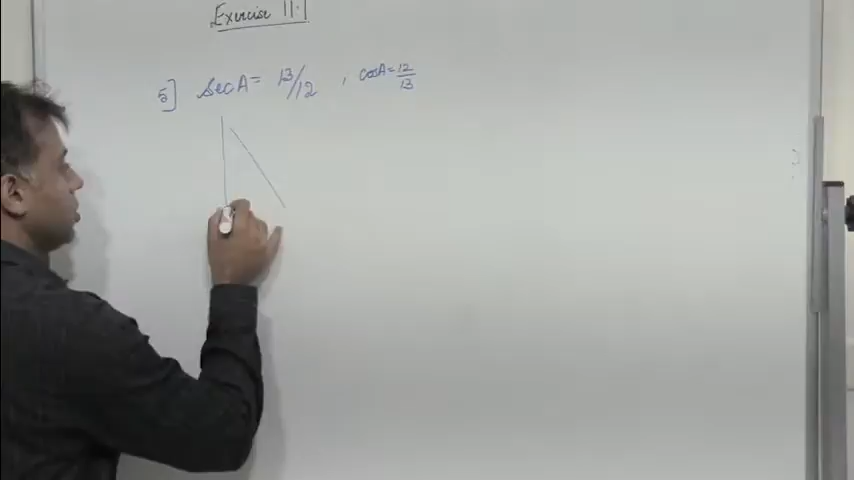 Exercise 11.1
5] SecA = 13/12 , cosA = 12/13